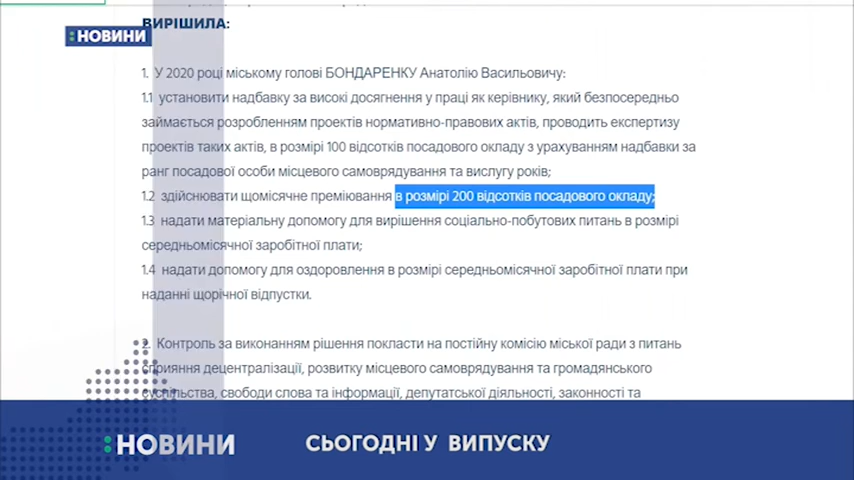 ВИРІШИЛА:
:НОВИНИ
1. У 2020 році міському голові БОНДАРЕНКУ Анатолію Васильовичу:
1.1 установити надбавку за високі досягнення у праці як керівнику, який безпосередньо
займається розробленням проектів нормативно-правових актів, проводить експертизу
проектів таких актів, в розмірі 100 відсотків посадового окладу з урахуванням надбавки за
ранг посадової особи місцевого самоврядування та вислугу років;
1.2 здійснювати щомісячне преміювання в розмірі 200 відсотків посадового окладу;
1.3 надати матеріальну допомогу для вирішення соціально-побутових питань в розмірі
середньомісячної заробітної плати;
1.4 надати допомогу для оздоровлення в розмірі середньомісячної заробітної плати при
наданні щорічної відпустки.
2. Контроль за виконанням рішення покласти на постійну комісію міської ради з питань
сприяння децентралізації, розвитку місцевого самоврядування та громадянського
суспільства, свободи слова та інформації, депутатської діяльності, законності та
:НОВИНИ
СЬОГОДНІ У ВИПУСКУ